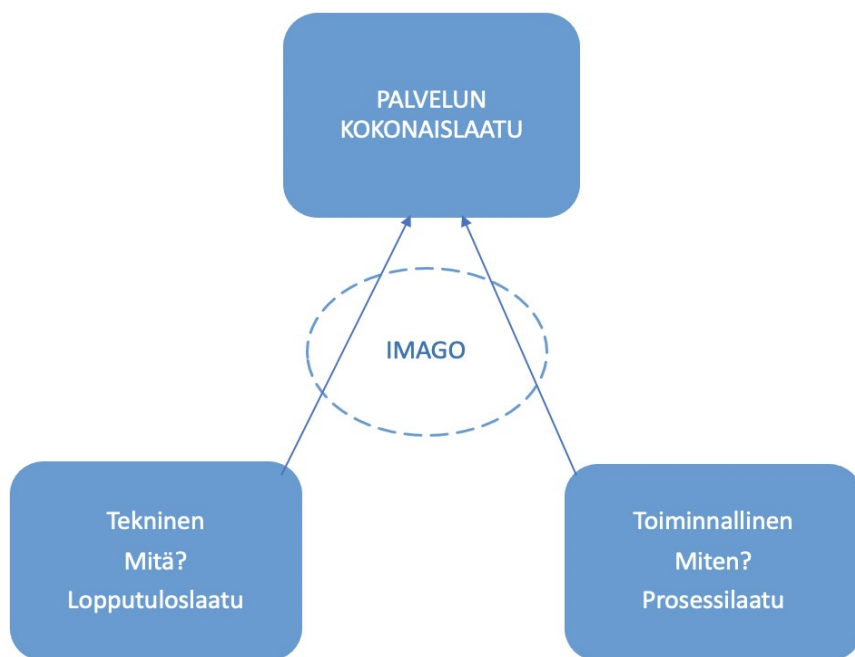 PALVELUN
KOKONAISLAATU
IMAGO
Tekninen
Mitä?
Lopputuloslaatu
Toiminnallinen
Miten?
Prosessilaatu